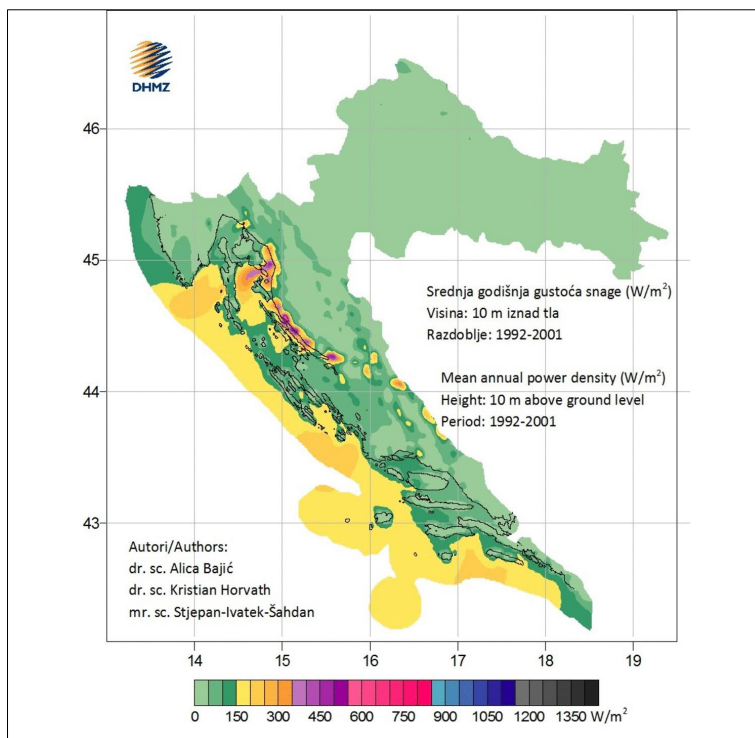 DHMZ
46
45
44
43
Srednja godišnja gustoća snage (W/m²)
Visina: 10 m iznad tla
Razdoblje: 1992-2001
Mean annual power density (W/m²)
Height: 10 m above ground level
Period: 1992-2001
Autori/Authors:
dr. sc. Alica Bajić
dr. sc. Kristian Horvath
mr. sc. Stjepan-Ivatek-Šahdan
14 15 16 17 18 19
0 150 300 450 600 750 900 1050 1200 1350 W/m²